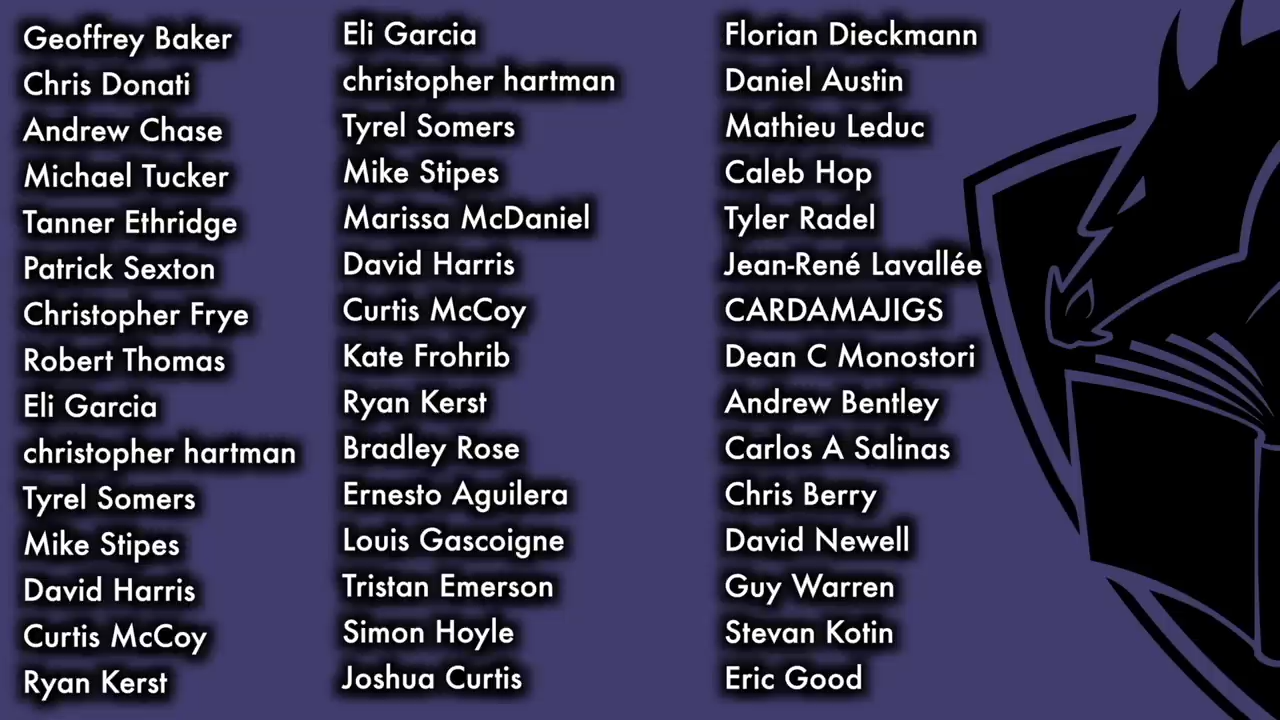 Geoffrey Baker
Chris Donati
Andrew Chase
Michael Tucker
Tanner Ethridge
Patrick Sexton
Christopher Frye
Robert Thomas
Eli Garcia
christopher hartman
Tyrel Somers
Mike Stipes
David Harris
Curtis McCoy
Ryan Kerst
Eli Garcia
christopher hartman
Tyrel Somers
Mike Stipes
Marissa McDaniel
David Harris
Curtis McCoy
Kate Frohrib
Ryan Kerst
Bradley Rose
Ernesto Aguilera
Louis Gascoigne
Tristan Emerson
Simon Hoyle
Joshua Curtis
Florian Dieckmann
Daniel Austin
Mathieu Leduc
Caleb Hop
Tyler Radel
Jean-René Lavallée
CARDAMAJIGS
Dean C Monostori
Andrew Bentley
Carlos A Salinas
Chris Berry
David Newell
Guy Warren
Stevan Kotin
Eric Good